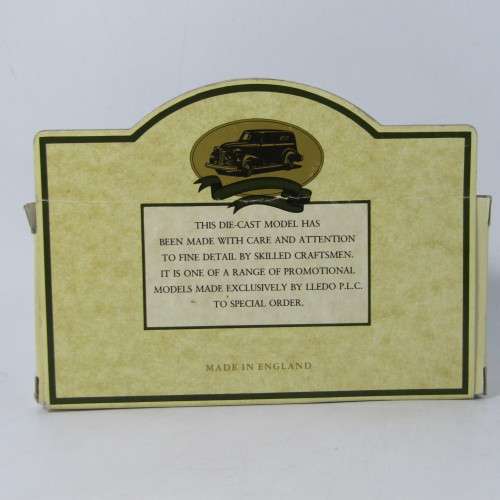 THIS DIE-CAST MODEL HAS
BEEN MADE WITH CARE AND ATTENTION
TO FINE DETAIL BY SKILLED CRAFTSMEN.
IT IS ONE OF A RANGE OF PROMOTIONAL
MODELS MADE EXCLUSIVELY BY LLEDO P.L.C.
TO SPECIAL ORDER.
MADE IN ENGLAND